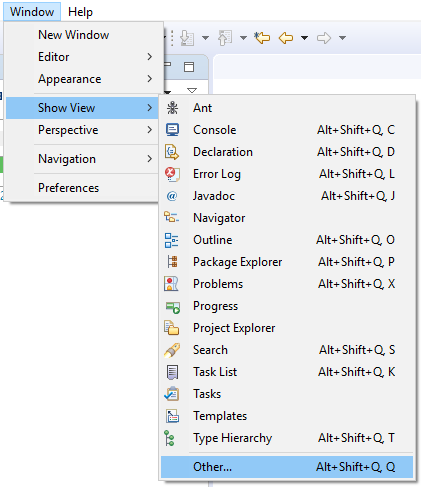 Window Help
New Window
Editor
Appearance
Show View
Perspective
Navigation
Preferences
Ant
Console Alt+Shift+Q, C
Declaration Alt+Shift+Q, D
Error Log Alt+Shift+Q, L
Javadoc Alt+Shift+Q, J
Navigator
Outline Alt+Shift+Q, O
Package Explorer Alt+Shift+Q, P
Problems Alt+Shift+Q, X
Progress
Project Explorer
Search Alt+Shift+Q, S
Task List Alt+Shift+Q, K
Tasks
Templates
Type Hierarchy Alt+Shift+Q, T
Other... Alt+Shift+Q, Q